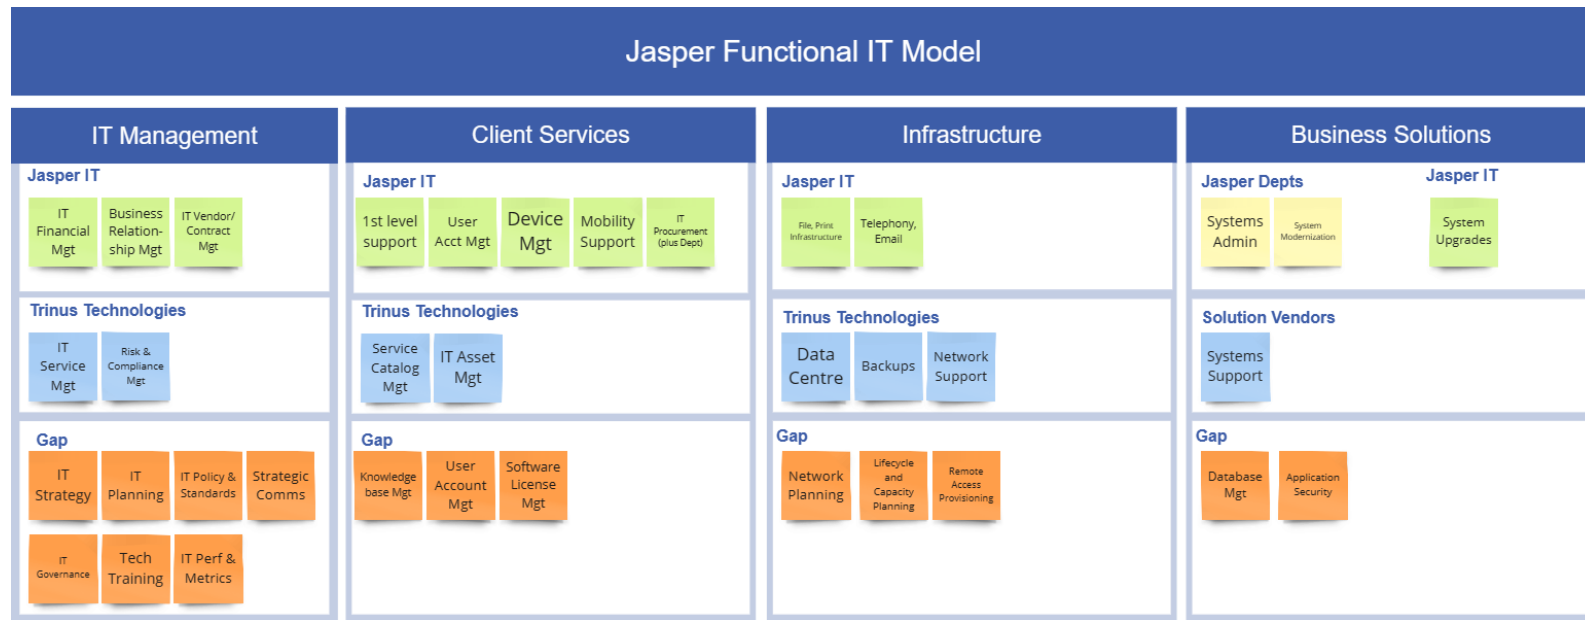 Jasper Functional IT Model
IT Management
Jasper IT
IT
Financial
Mgt
Business
Relation-
ship Mgt
IT Vendor/
Contract
Mgt
Trinus Technologies
IT
Service
Mgt
Risk &
Compliance
Mgt
Gap
IT
Strategy
IT
Planning
IT Policy &
Standards
Strategic
Comms
IT
Governance
Tech
Training
IT Perf &
Metrics
Client Services
Jasper IT
1st level
support
User
Acct Mgt
Device
Mgt
Mobility
Support
IT
Procurement
(plus Dept)
Trinus Technologies
Service
Catalog
Mgt
IT Asset
Mgt
Gap
Knowledge
base Mgt
User
Account
Mgt
Software
License
Mgt
Infrastructure
Jasper IT
File, Print
Infrastructure
Telephony,
Email
Trinus Technologies
Data
Centre
Backups
Network
Support
Gap
Network
Planning
Lifecycle
and
Capacity
Planning
Remote
Access
Provisioning
Business Solutions
Jasper Depts
Systems
Admin
System
Modernization
Jasper IT
System
Upgrades
Solution Vendors
Systems
Support
Gap
Database
Mgt
Application
Security